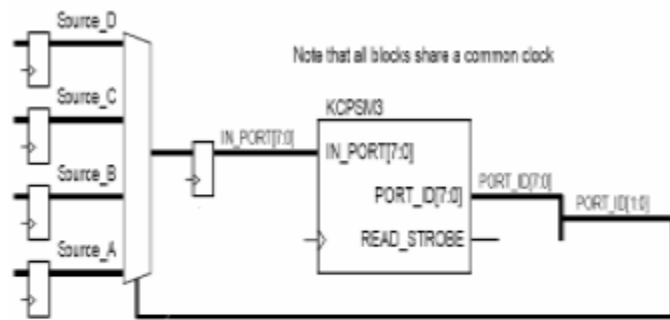 Source_D
Note that all blocks share a common clock
Source_C
KCPSM3
IN_PORT[7:0]
IN_PORT[7:0]
Source_B
PORT_ID[7:0]
PORT_ID[7:0]
PORT_ID[1:0]
READ_STROBE
Source_A